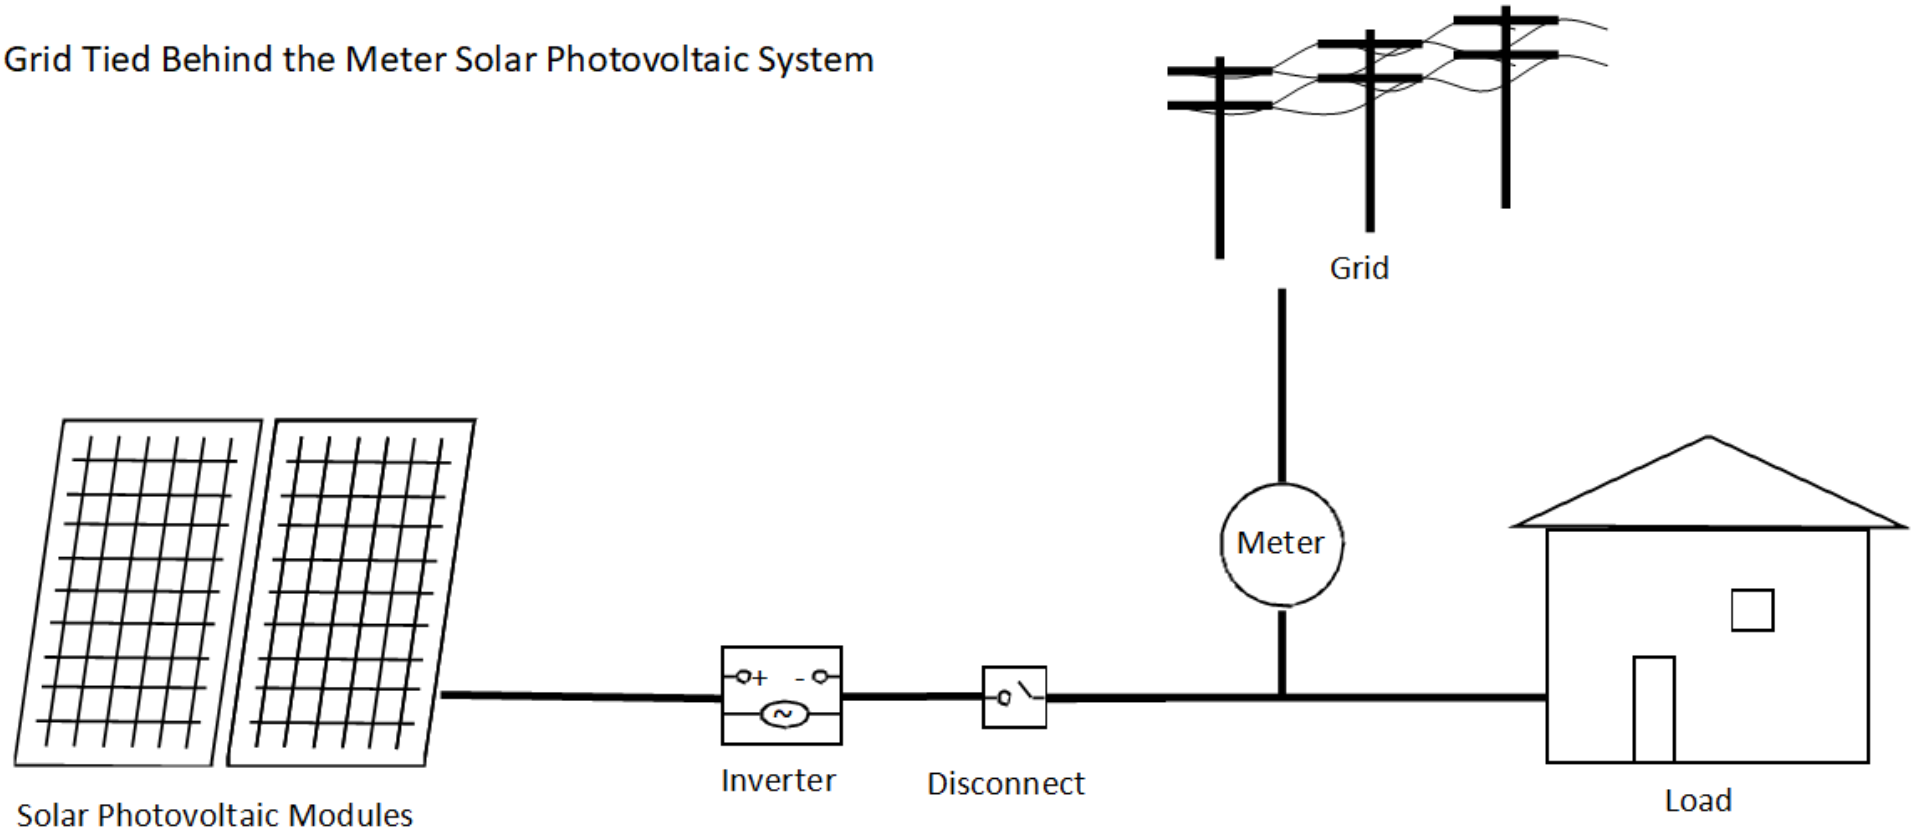 Grid Tied Behind the Meter Solar Photovoltaic System
Grid
Meter
+ -
~
Inverter
Disconnect
Load
Solar Photovoltaic Modules